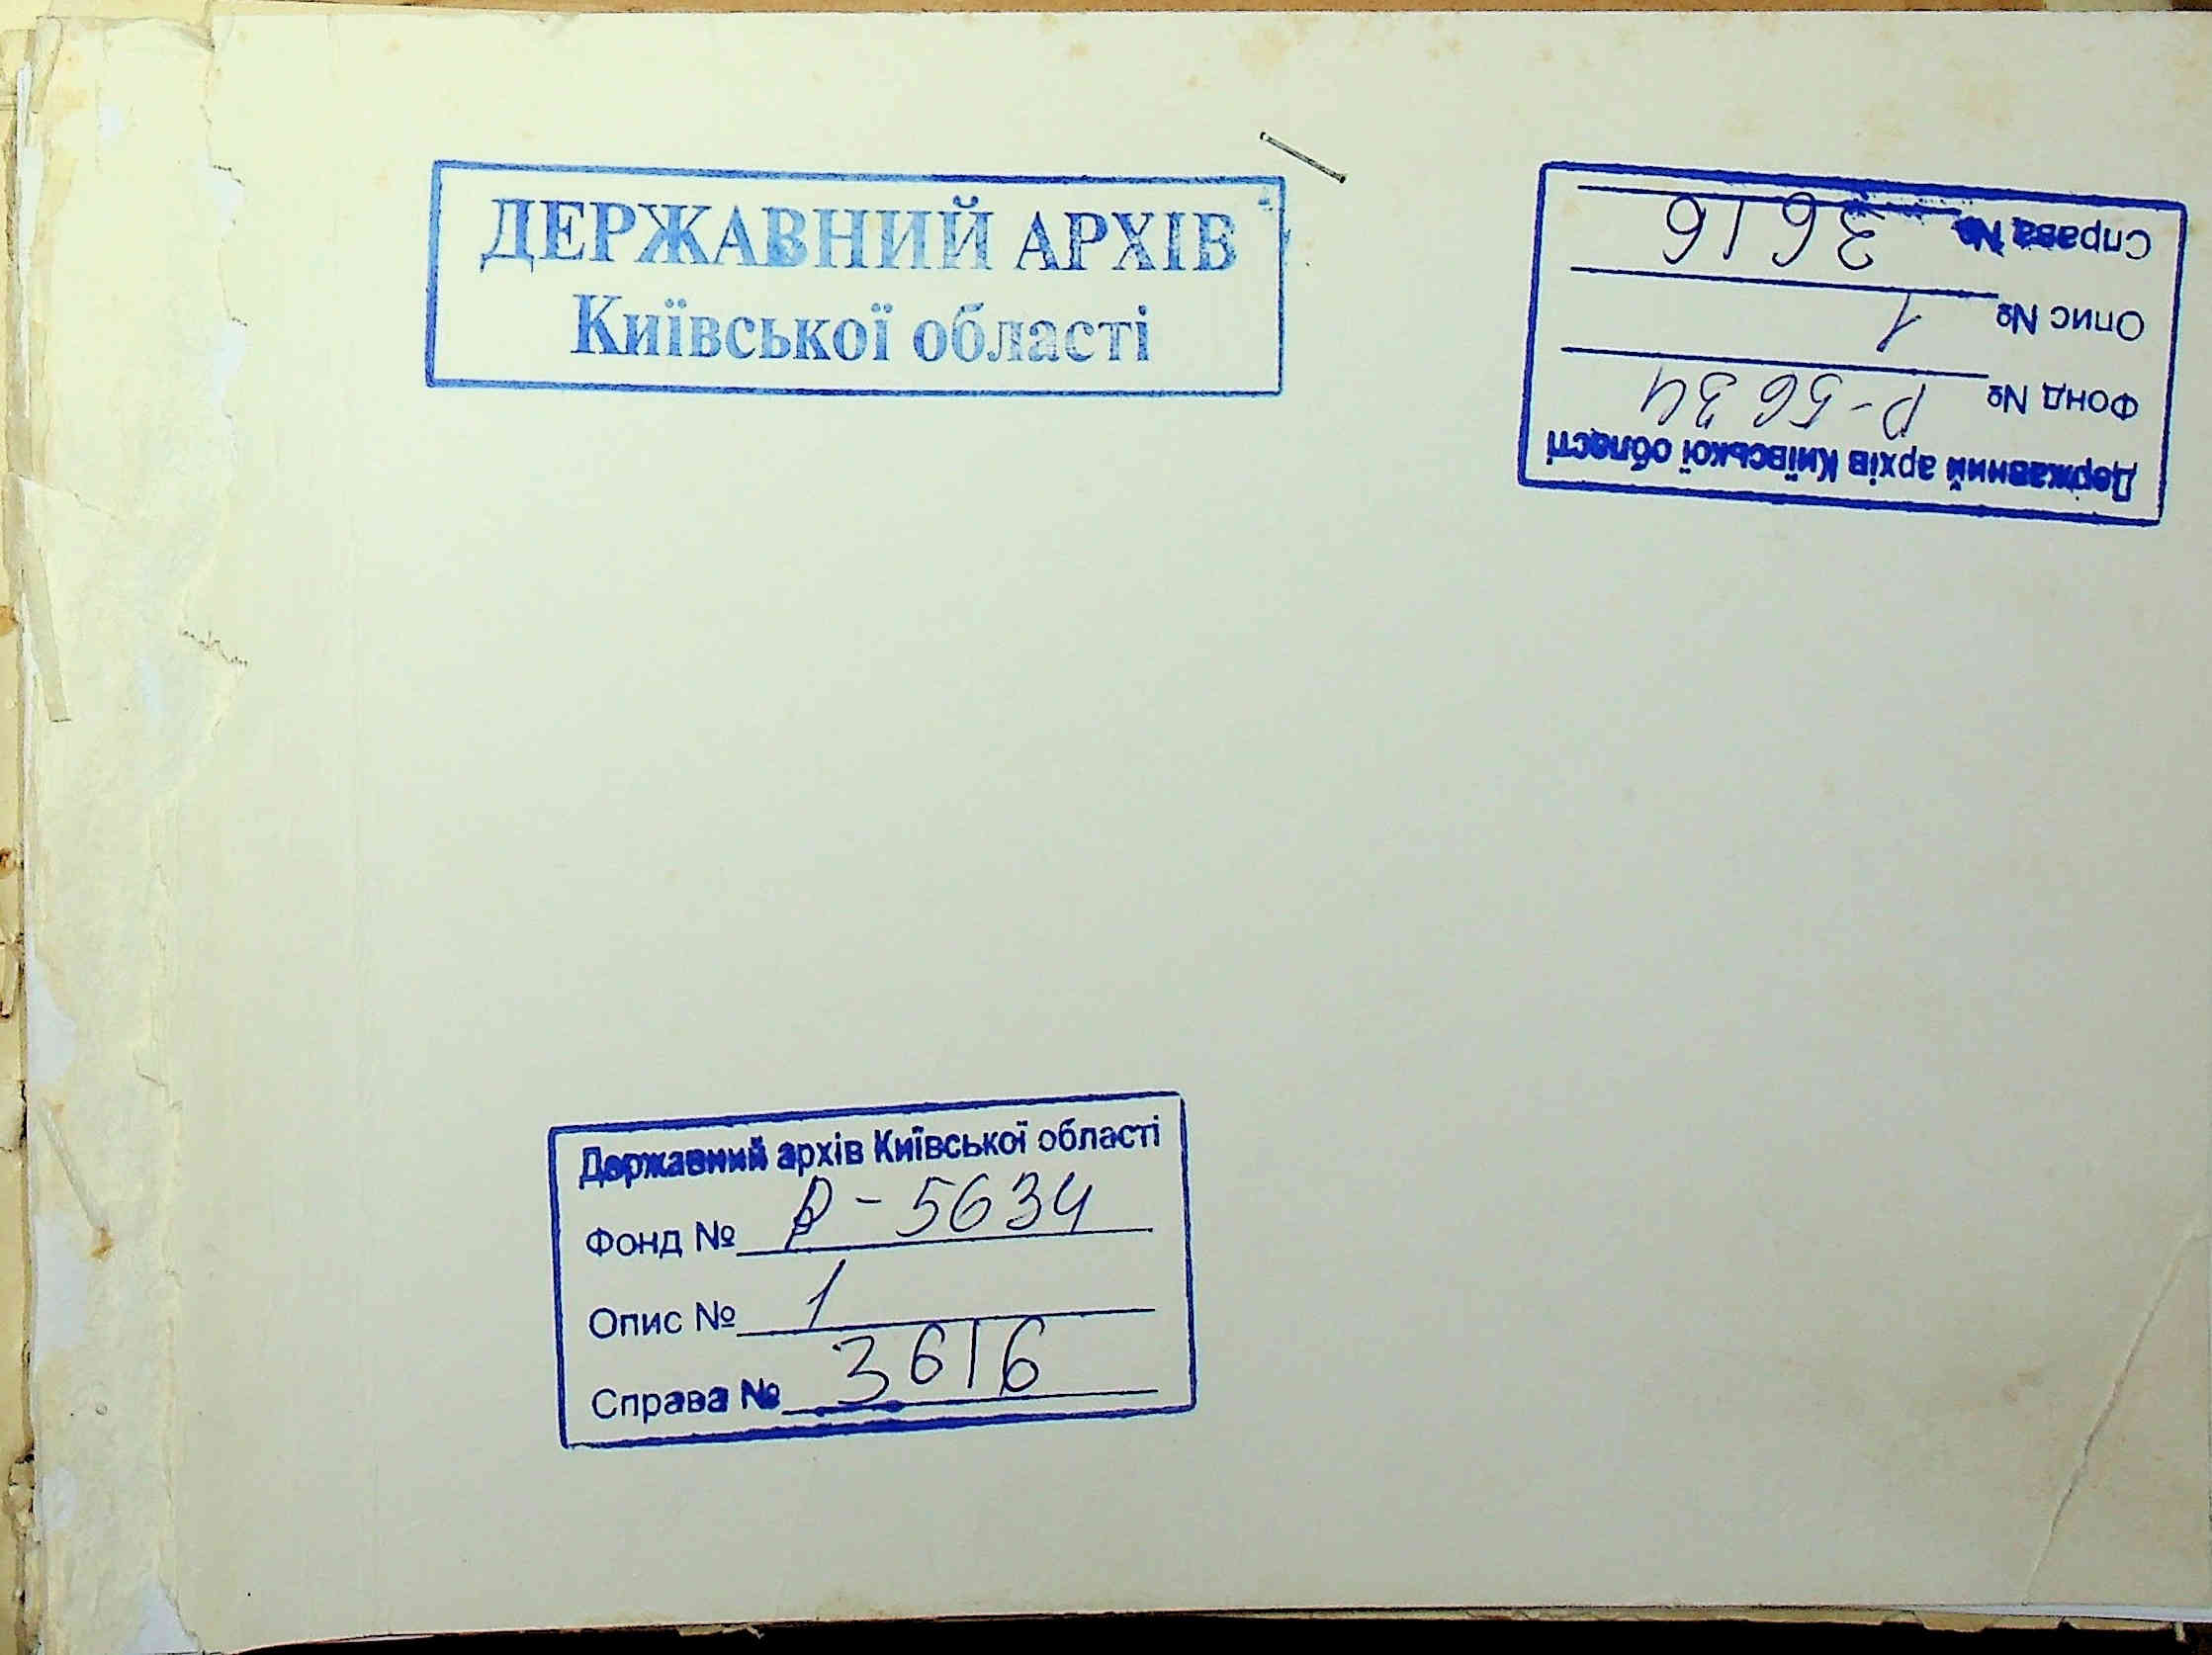 ДЕРЖАВНИЙ АРХІВ
Київської області
Державний архів Київської області
Фонд № Р-5634
Опис № 1
Справа № 3616
Державний архів Київської області
Фонд № Р-5634
Опис № 1
Справа № 3616